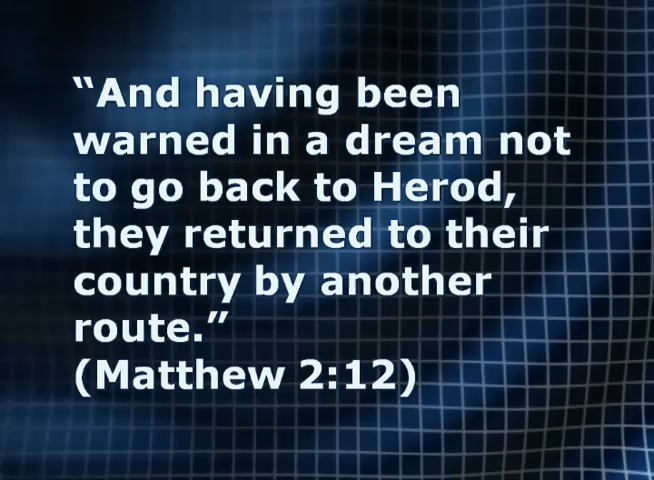 “And having been
warned in a dream not
to go back to Herod,
they returned to their
country by another
route.”
(Matthew 2:12)